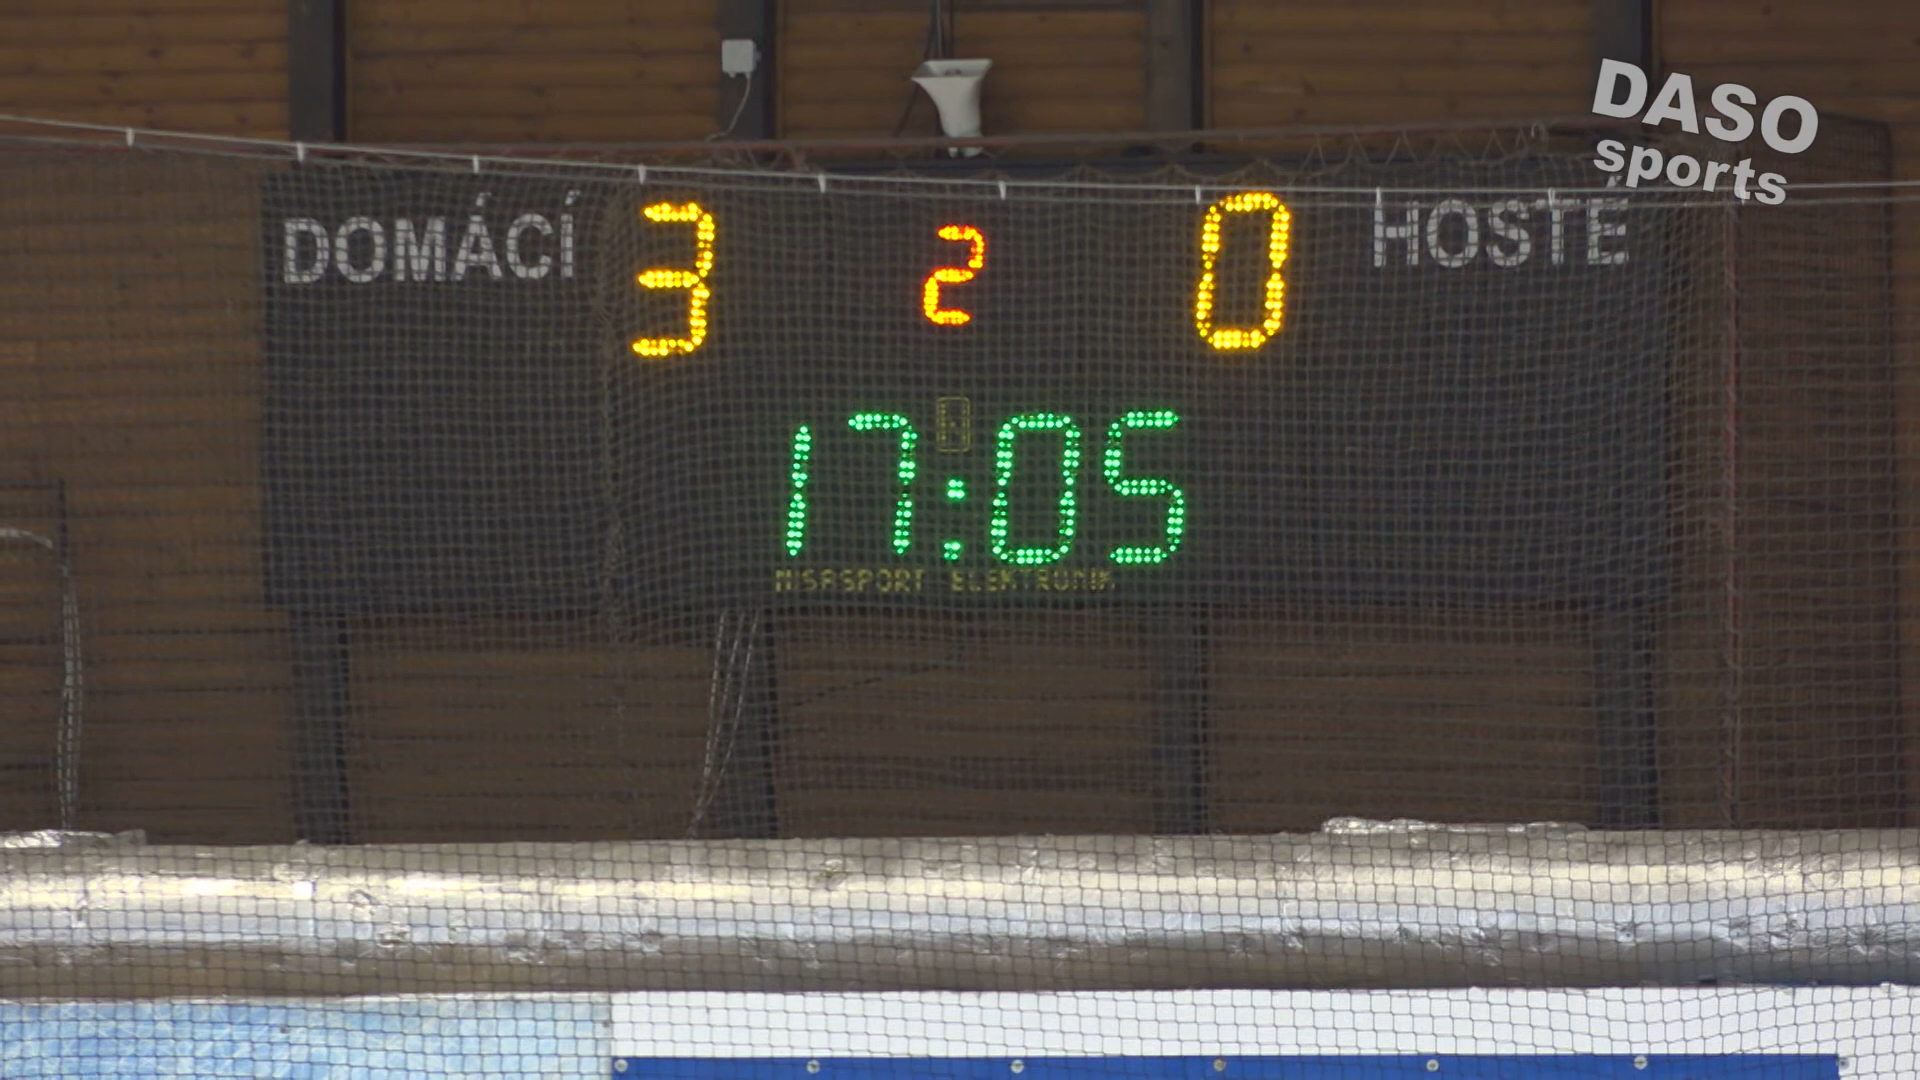 DASO
sports
DOMÁCÍ 3 2 0 HOSTÉ
17:05
NISASPORT ELEKTRONIK